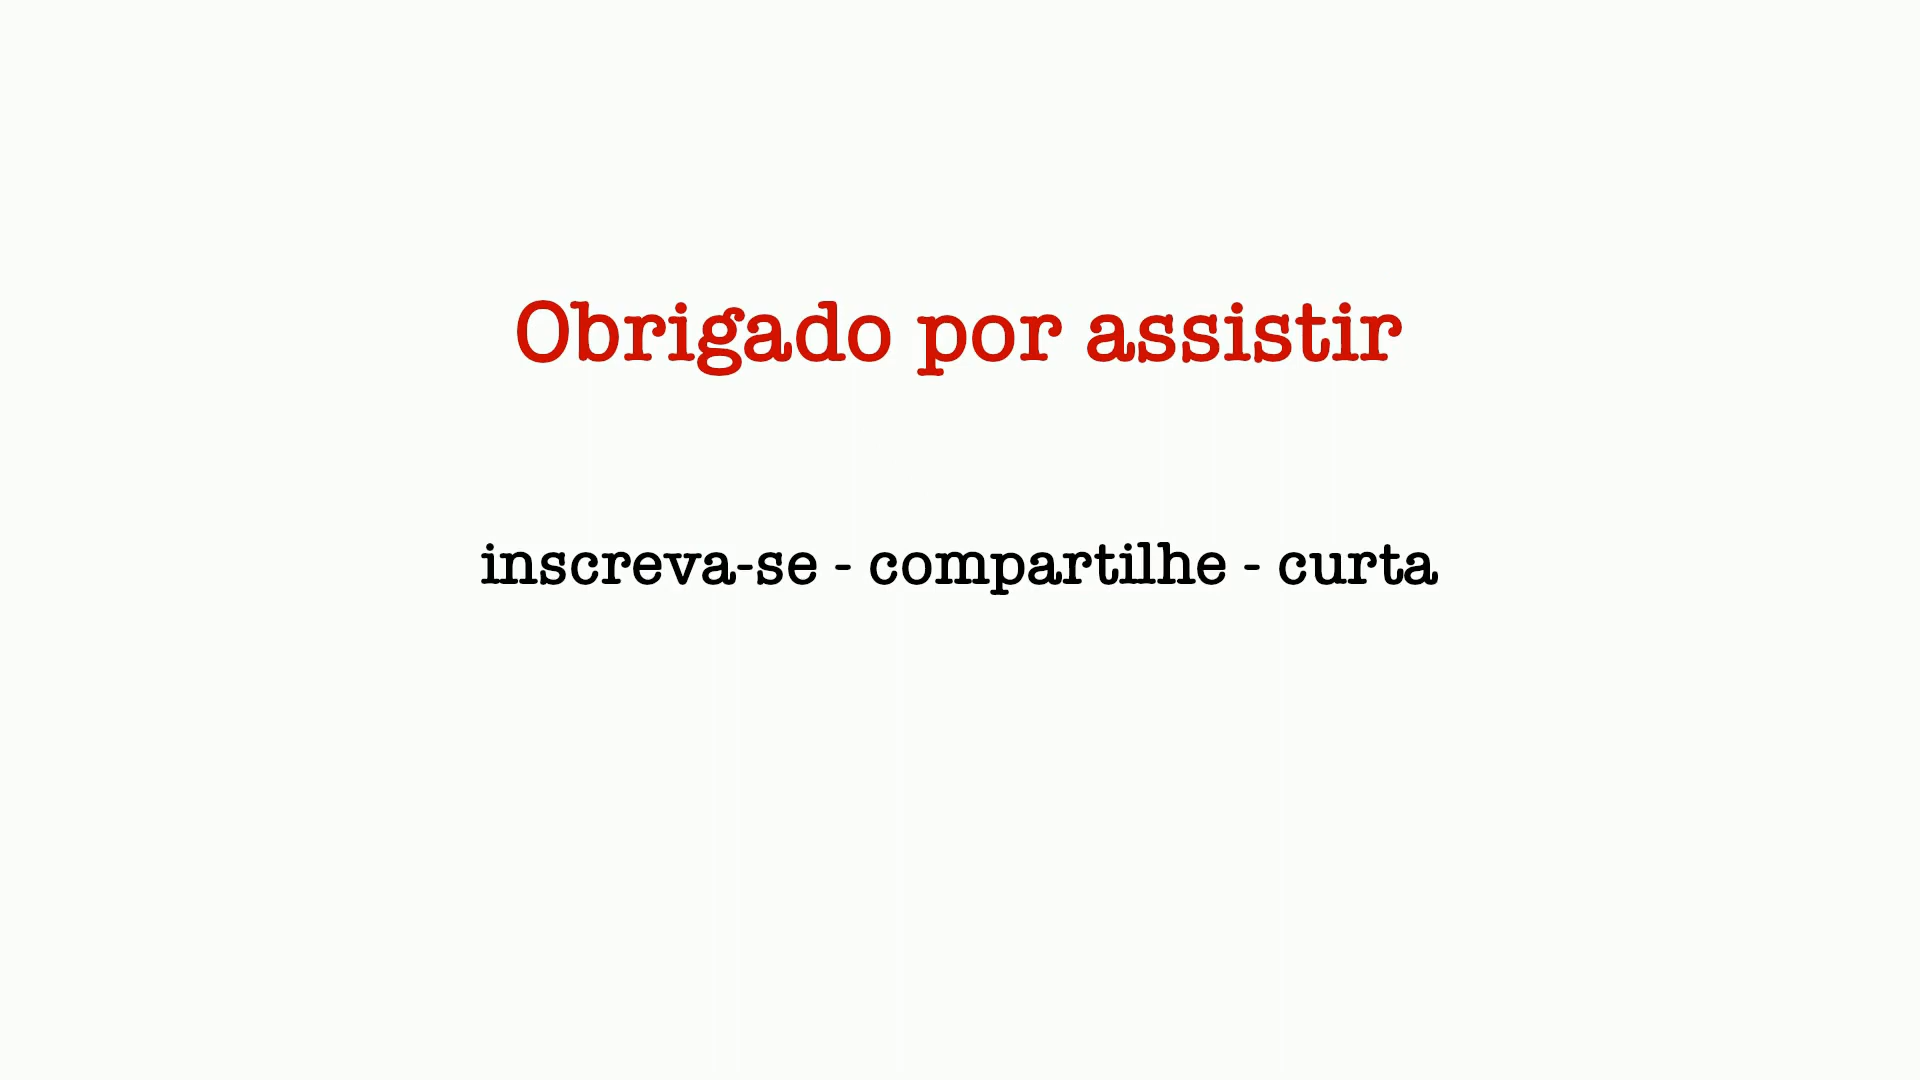 Obrigado por assistir
inscreva-se - compartilhe - curta